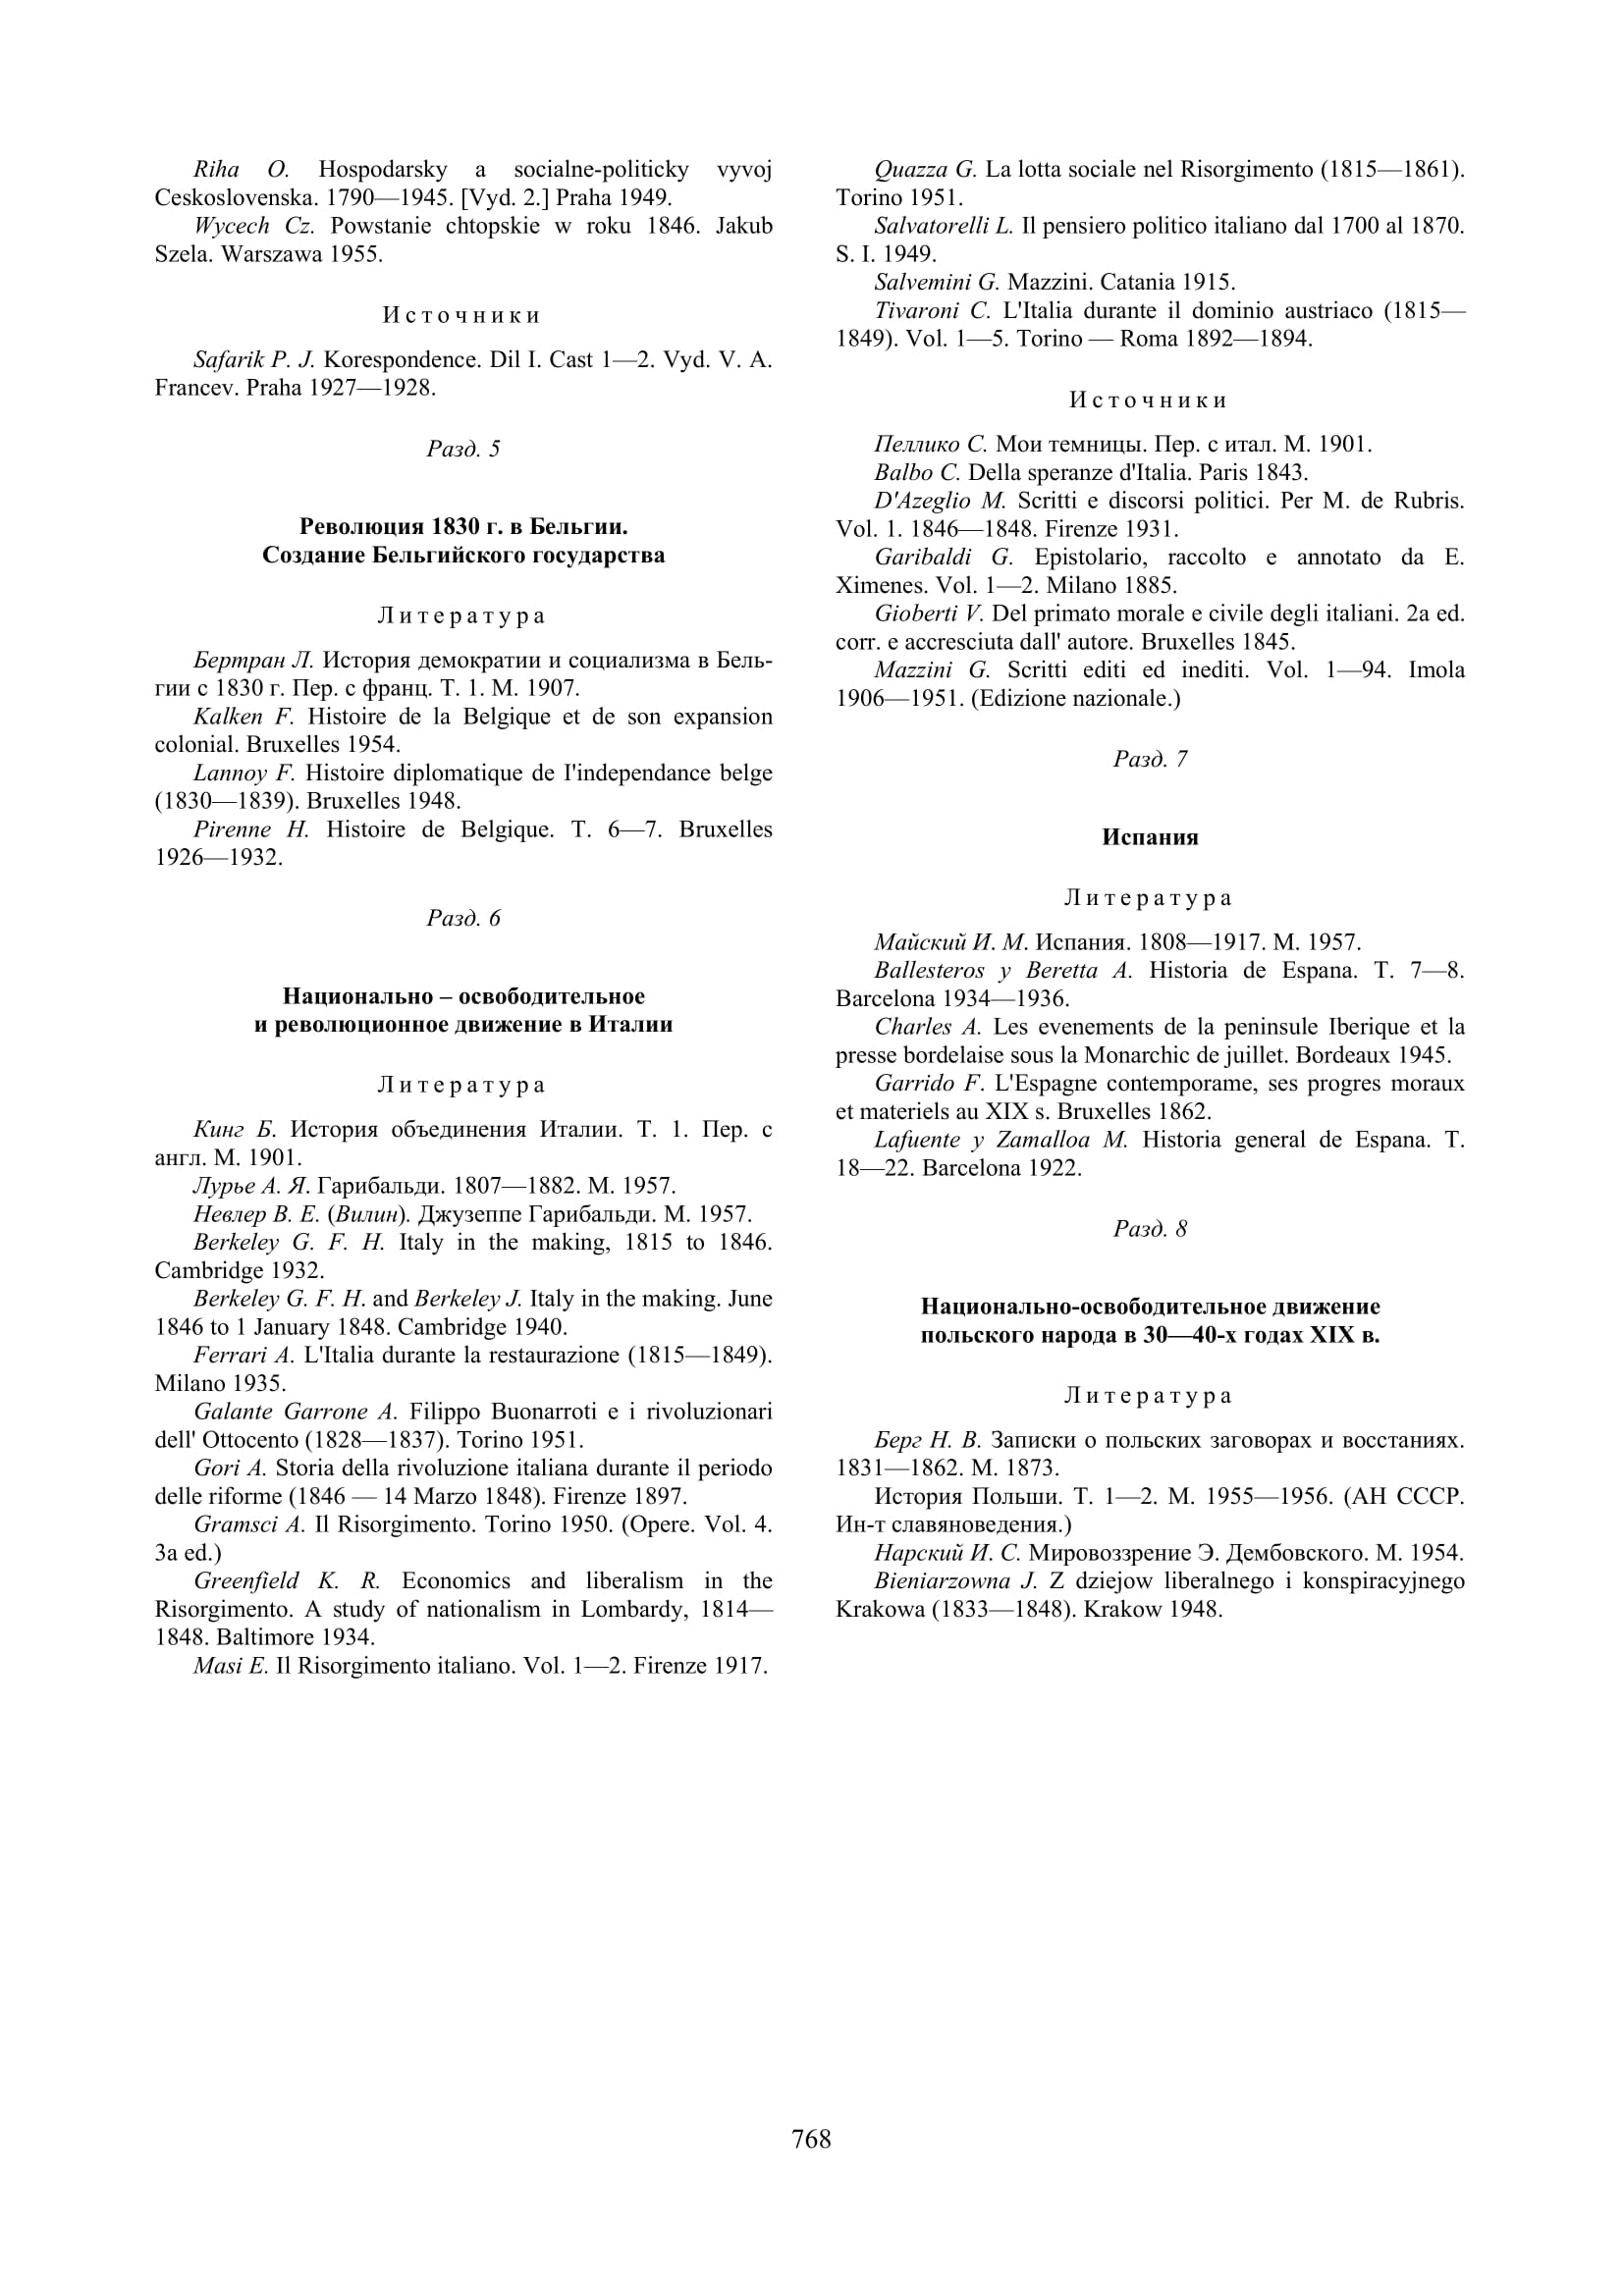 Riha O. Hospodarsky a socialne-politicky vyvoj
Ceskoslovenska. 1790—1945. [Vyd. 2.] Praha 1949.
Wycech Cz. Powstanie chtopskie w roku 1846. Jakub
Szela. Warszawa 1955.
Источники
Safarik P. J. Korespondence. Dil I. Cast 1—2. Vyd. V. A.
Francev. Praha 1927—1928.
Разд. 5
Революция 1830 г. в Бельгии.
Создание Бельгийского государства
Литература
Бертран Л. История демократии и социализма в Бель-
гии с 1830 г. Пер. с франц. Т. 1. М. 1907.
Kalken F. Histoire de la Belgique et de son expansion
colonial. Bruxelles 1954.
Lannoy F. Histoire diplomatique de I'independance belge
(1830—1839). Bruxelles 1948.
Pirenne H. Histoire de Belgique. T. 6—7. Bruxelles
1926—1932.
Разд. 6
Национально – освободительное
и революционное движение в Италии
Литература
Кинг Б. История объединения Италии. Т. 1. Пер. с
англ. М. 1901.
Лурье А. Я. Гарибальди. 1807—1882. М. 1957.
Невлер В. Е. (Вилин). Джузеппе Гарибальди. М. 1957.
Berkeley G. F. H. Italy in the making, 1815 to 1846.
Cambridge 1932.
Berkeley G. F. H. and Berkeley J. Italy in the making. June
1846 to 1 January 1848. Cambridge 1940.
Ferrari A. L'Italia durante la restaurazione (1815—1849).
Milano 1935.
Galante Garrone A. Filippo Buonarroti e i rivoluzionari
dell' Ottocento (1828—1837). Torino 1951.
Gori A. Storia della rivoluzione italiana durante il periodo
delle riforme (1846 — 14 Marzo 1848). Firenze 1897.
Gramsci A. Il Risorgimento. Torino 1950. (Opere. Vol. 4.
3a ed.)
Greenfield K. R. Economics and liberalism in the
Risorgimento. A study of nationalism in Lombardy, 1814—
1848. Baltimore 1934.
Masi E. Il Risorgimento italiano. Vol. 1—2. Firenze 1917.
Quazza G. La lotta sociale nel Risorgimento (1815—1861).
Torino 1951.
Salvatorelli L. Il pensiero politico italiano dal 1700 al 1870.
S. I. 1949.
Salvemini G. Mazzini. Catania 1915.
Tivaroni C. L'Italia durante il dominio austriaco (1815—
1849). Vol. 1—5. Torino — Roma 1892—1894.
Источники
Пеллико С. Мои темницы. Пер. с итал. М. 1901.
Balbo C. Della speranze d'Italia. Paris 1843.
D'Azeglio M. Scritti e discorsi politici. Per M. de Rubris.
Vol. 1. 1846—1848. Firenze 1931.
Garibaldi G. Epistolario, raccolto e annotato da E.
Ximenes. Vol. 1—2. Milano 1885.
Gioberti V. Del primato morale e civile degli italiani. 2a ed.
corr. e accresciuta dall' autore. Bruxelles 1845.
Mazzini G. Scritti editi ed inediti. Vol. 1—94. Imola
1906—1951. (Edizione nazionale.)
Разд. 7
Испания
Литература
Майский И. М. Испания. 1808—1917. М. 1957.
Ballesteros y Beretta A. Historia de Espana. T. 7—8.
Barcelona 1934—1936.
Charles A. Les evenements de la peninsule Iberique et la
presse bordelaise sous la Monarchic de juillet. Bordeaux 1945.
Garrido F. L'Espagne contemporame, ses progres moraux
et materiels au XIX s. Bruxelles 1862.
Lafuente y Zamalloa M. Historia general de Espana. T.
18—22. Barcelona 1922.
Разд. 8
Национально-освободительное движение
польского народа в 30—40-х годах XIX в.
Литература
Берг Н. В. Записки о польских заговорах и восстаниях.
1831—1862. М. 1873.
История Польши. Т. 1—2. М. 1955—1956. (АН СССР.
Ин-т славяноведения.)
Нарский И. С. Мировоззрение Э. Дембовского. М. 1954.
Bieniarzowna J. Z dziejow liberalnego i konspiracyjnego
Krakowa (1833—1848). Krakow 1948.
768